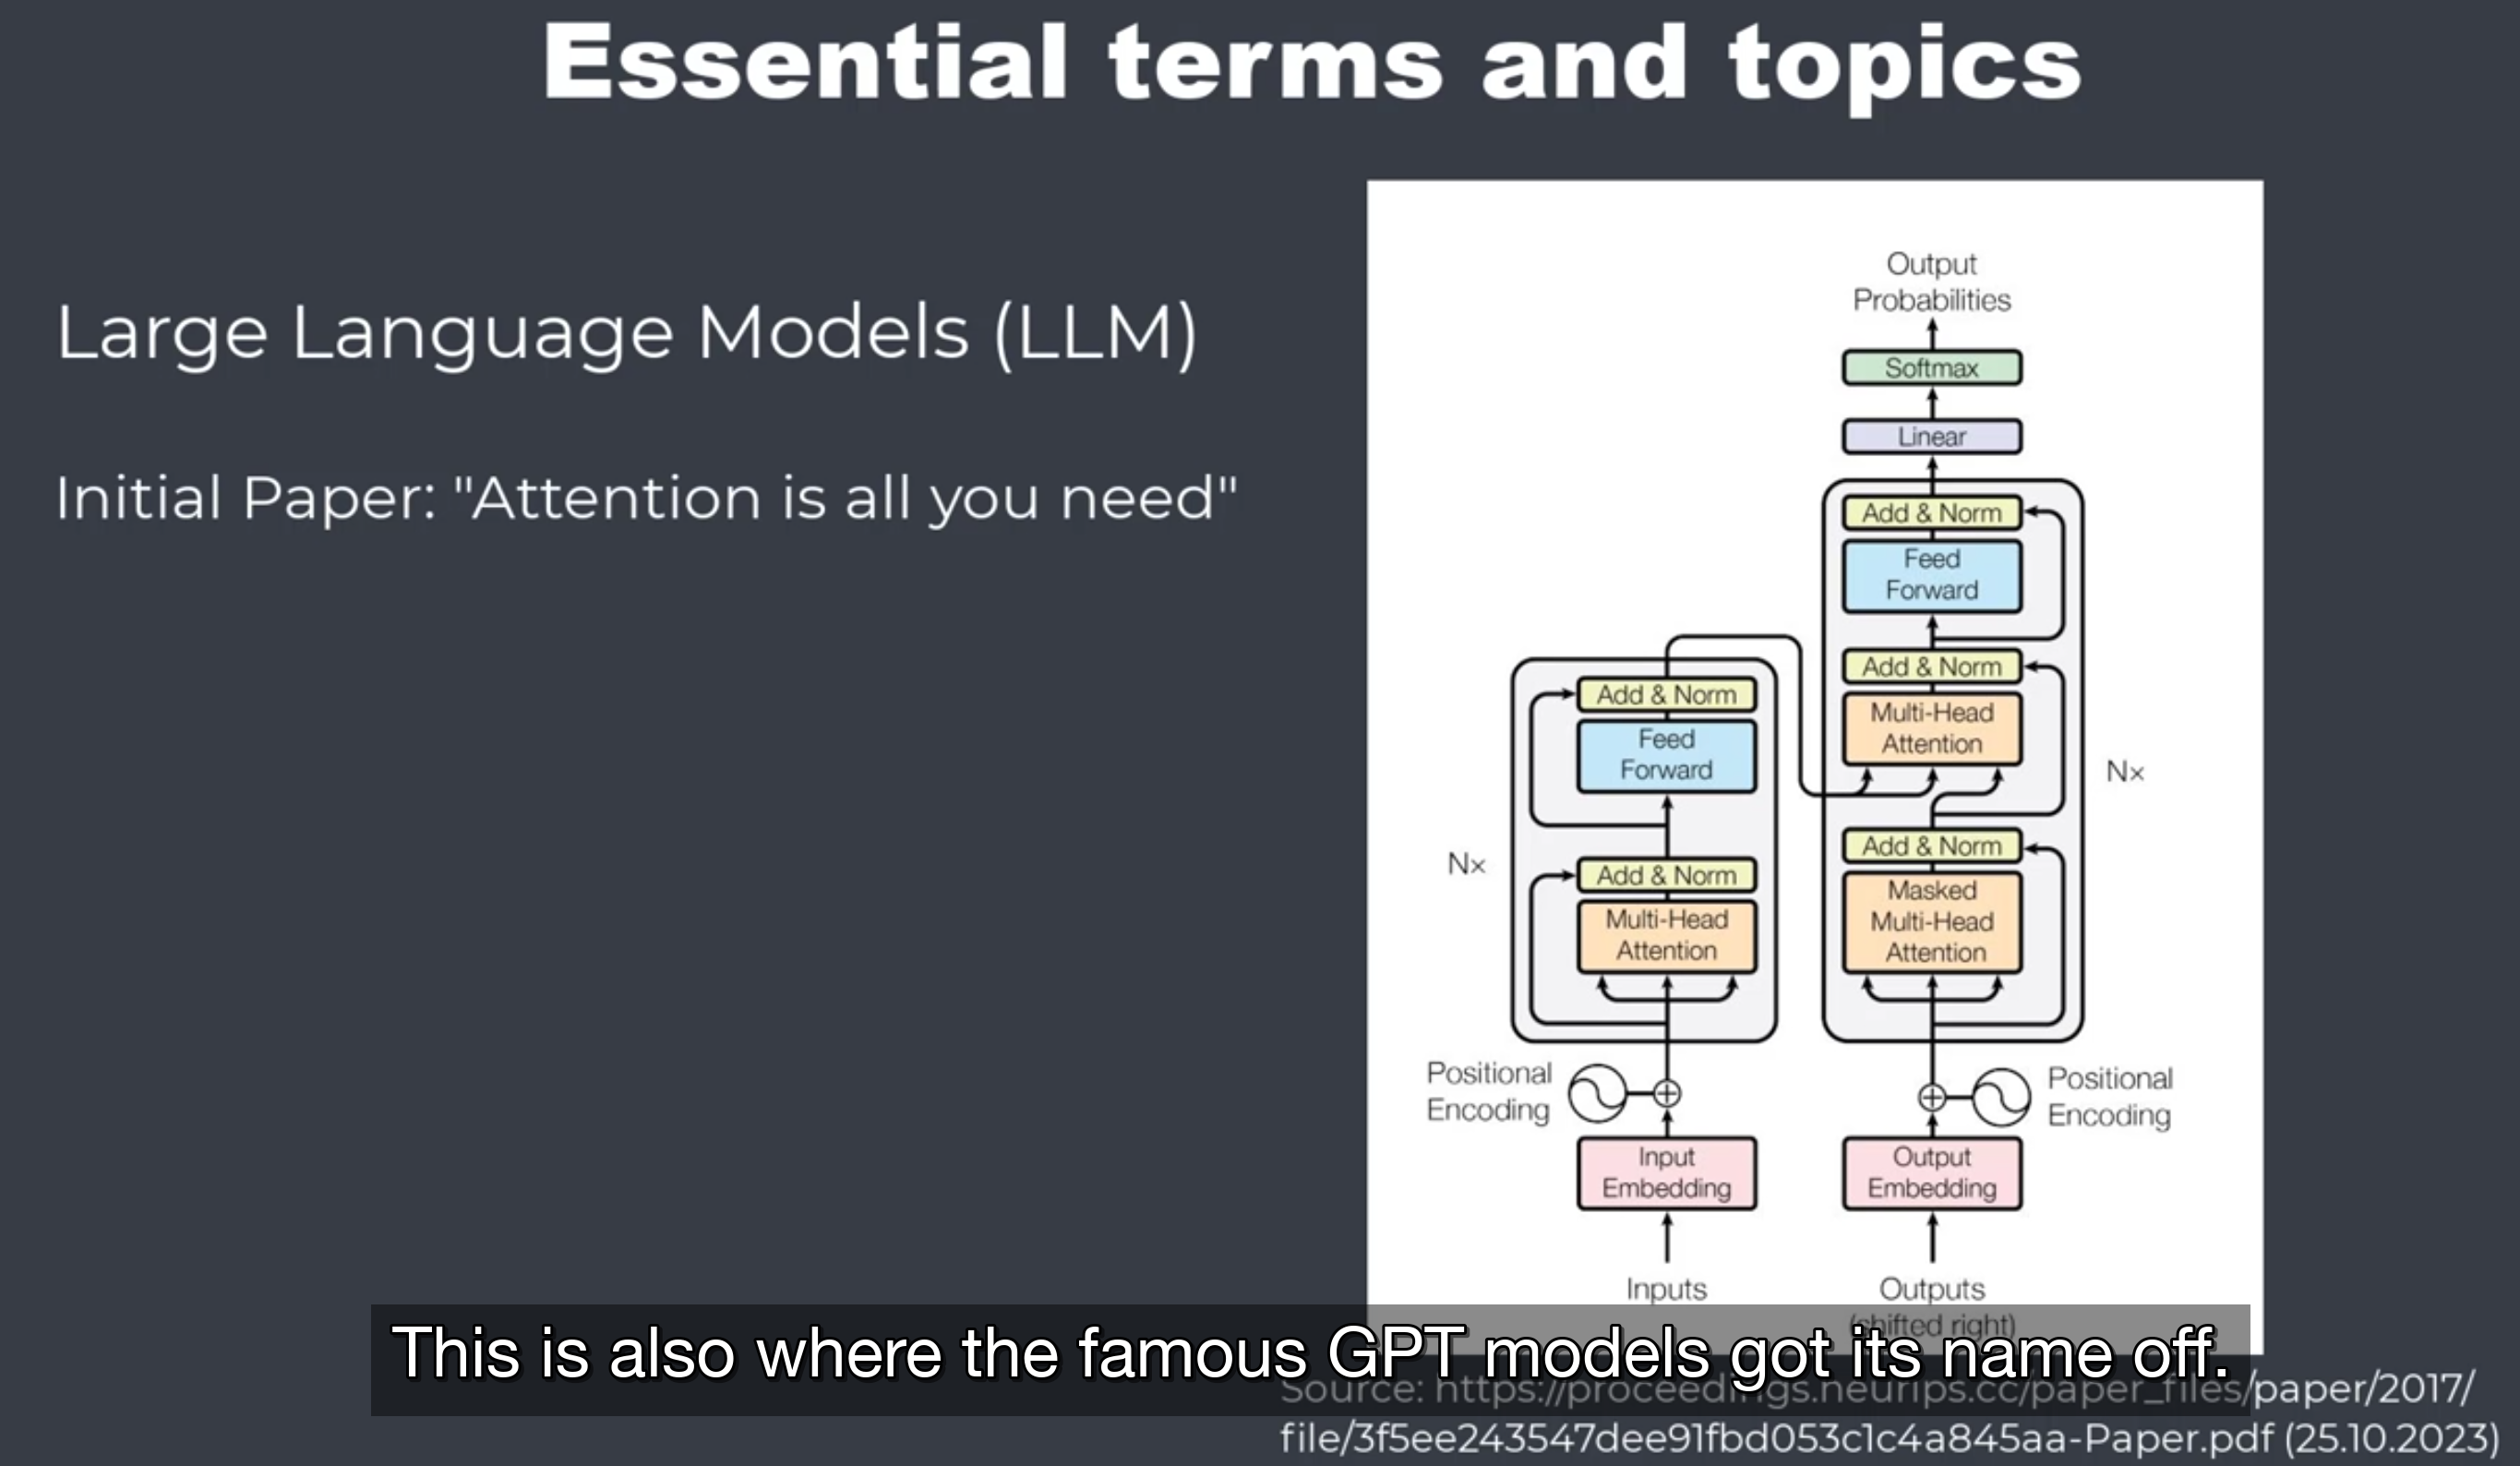 Essential terms and topics
Large Language Models (LLM)
Initial Paper: "Attention is all you need"
Output
Probabilities
Softmax
Linear
Add & Norm
Feed
Forward
Add & Norm
Multi-Head
Attention
Nx
Add & Norm
Masked
Multi-Head
Attention
Positional
Encoding
Output
Embedding
Outputs
(shifted right)
Add & Norm
Feed
Forward
Nx
Add & Norm
Multi-Head
Attention
Positional
Encoding
Input
Embedding
Inputs
This is also where the famous GPT models got its name off.
Source: https://proceedings.neurips.cc/paper_files/paper/2017/
file/3f5ee243547dee91fbd053c1c4a845aa-Paper.pdf (25.10.2023)